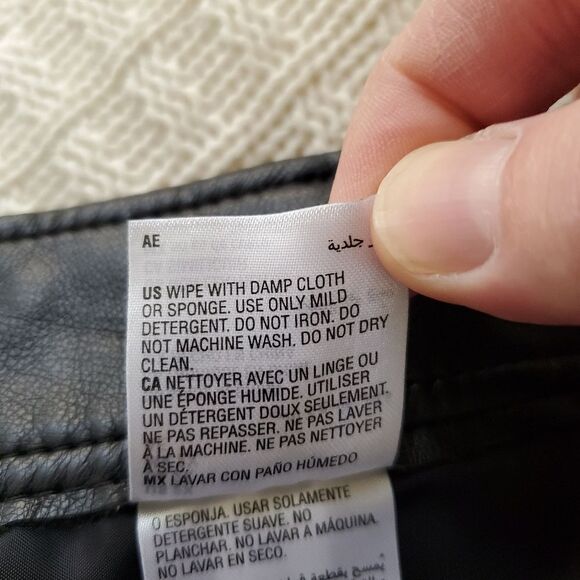 AE
جلدية
US WIPE WITH DAMP CLOTH
OR SPONGE. USE ONLY MILD
DETERGENT. DO NOT IRON. DO
NOT MACHINE WASH. DO NOT DRY
CLEAN.
CA NETTOYER AVEC UN LINGE OU
UNE ÉPONGE HUMIDE. UTILISER
UN DÉTERGENT DOUX SEULEMENT.
NE PAS REPASSER. NE PAS LAVER
À LA MACHINE. NE PAS NETTOYER
À SEC.
MX LAVAR CON PAÑO HÚMEDO
O ESPONJA. USAR SOLAMENTE
DETERGENTE SUAVE. NO
PLANCHAR. NO LAVAR A MÁQUINA.
NO LAVAR EN SECO.
يُمسح بقطعة